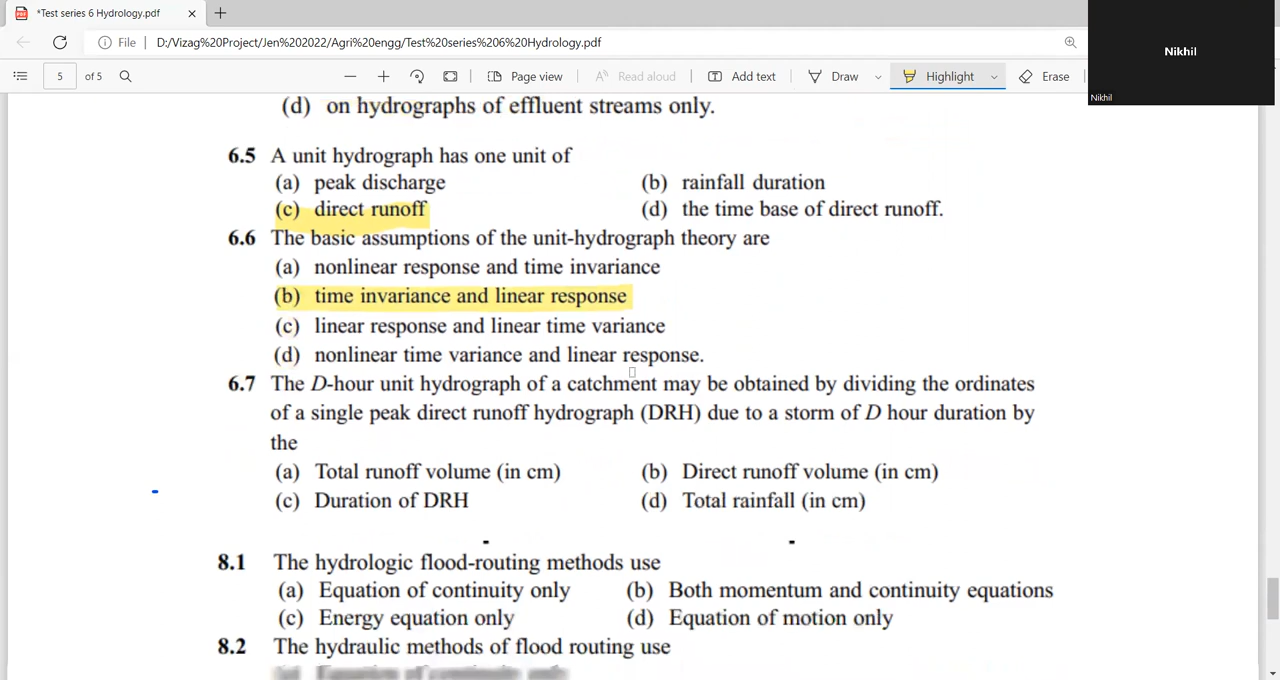 *Test series 6 Hydrology.pdf
File D:/Vizag%20Project/Jen%202022/Agri%20engg/Test%20series%206%20Hydrology.pdf
Nikhil
5 of 5 Page view Read aloud Add text Draw Highlight Erase
Nikhil
(d) on hydrographs of effluent streams only.
6.5 A unit hydrograph has one unit of
(a) peak discharge (b) rainfall duration
(c) direct runoff (d) the time base of direct runoff.
6.6 The basic assumptions of the unit-hydrograph theory are
(a) nonlinear response and time invariance
(b) time invariance and linear response
(c) linear response and linear time variance
(d) nonlinear time variance and linear response.
6.7 The D-hour unit hydrograph of a catchment may be obtained by dividing the ordinates
of a single peak direct runoff hydrograph (DRH) due to a storm of D hour duration by
the
(a) Total runoff volume (in cm) (b) Direct runoff volume (in cm)
(c) Duration of DRH (d) Total rainfall (in cm)
8.1 The hydrologic flood-routing methods use
(a) Equation of continuity only (b) Both momentum and continuity equations
(c) Energy equation only (d) Equation of motion only
8.2 The hydraulic methods of flood routing use